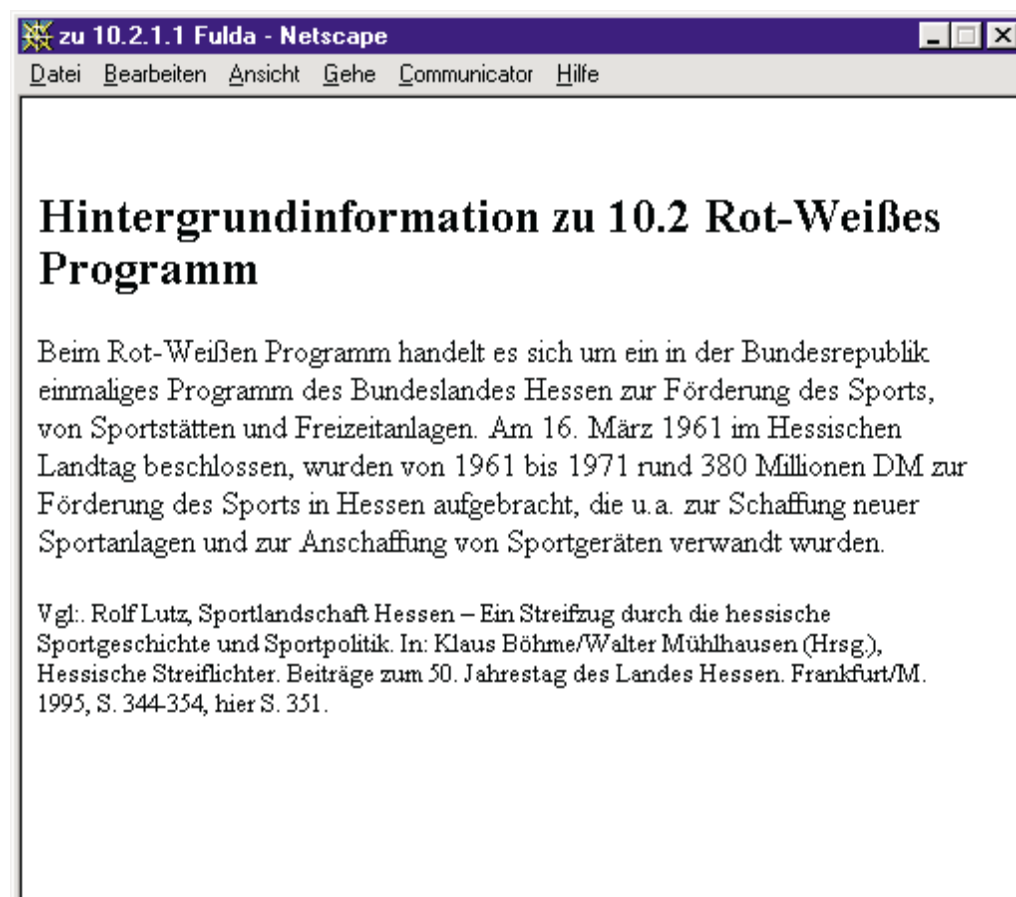 zu 10.2.1.1 Fulda - Netscape
Datei Bearbeiten Ansicht Gehe Communicator Hilfe
Hintergrundinformation zu 10.2 Rot-Weißes
Programm
Beim Rot-Weißen Programm handelt es sich um ein in der Bundesrepublik
einmaliges Programm des Bundeslandes Hessen zur Förderung des Sports,
von Sportstätten und Freizeitanlagen. Am 16. März 1961 im Hessischen
Landtag beschlossen, wurden von 1961 bis 1971 rund 380 Millionen DM zur
Förderung des Sports in Hessen aufgebracht, die u.a. zur Schaffung neuer
Sportanlagen und zur Anschaffung von Sportgeräten verwandt wurden.
Vgl:. Rolf Lutz, Sportlandschaft Hessen – Ein Streifzug durch die hessische
Sportgeschichte und Sportpolitik. In: Klaus Böhme/Walter Mühlhausen (Hrsg.),
Hessische Streiflichter. Beiträge zum 50. Jahrestag des Landes Hessen. Frankfurt/M.
1995, S. 344-354, hier S. 351.